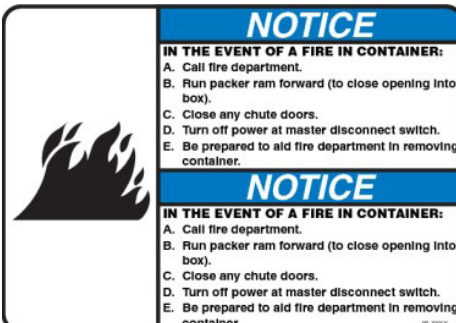 NOTICE
IN THE EVENT OF A FIRE IN CONTAINER:
A. Call fire department.
B. Run packer ram forward (to close opening into
box).
C. Close any chute doors.
D. Turn off power at master disconnect switch.
E. Be prepared to aid fire department in removing
container.
NOTICE
IN THE EVENT OF A FIRE IN CONTAINER:
A. Call fire department.
B. Run packer ram forward (to close opening into
box).
C. Close any chute doors.
D. Turn off power at master disconnect switch.
E. Be prepared to aid fire department in removing
container.